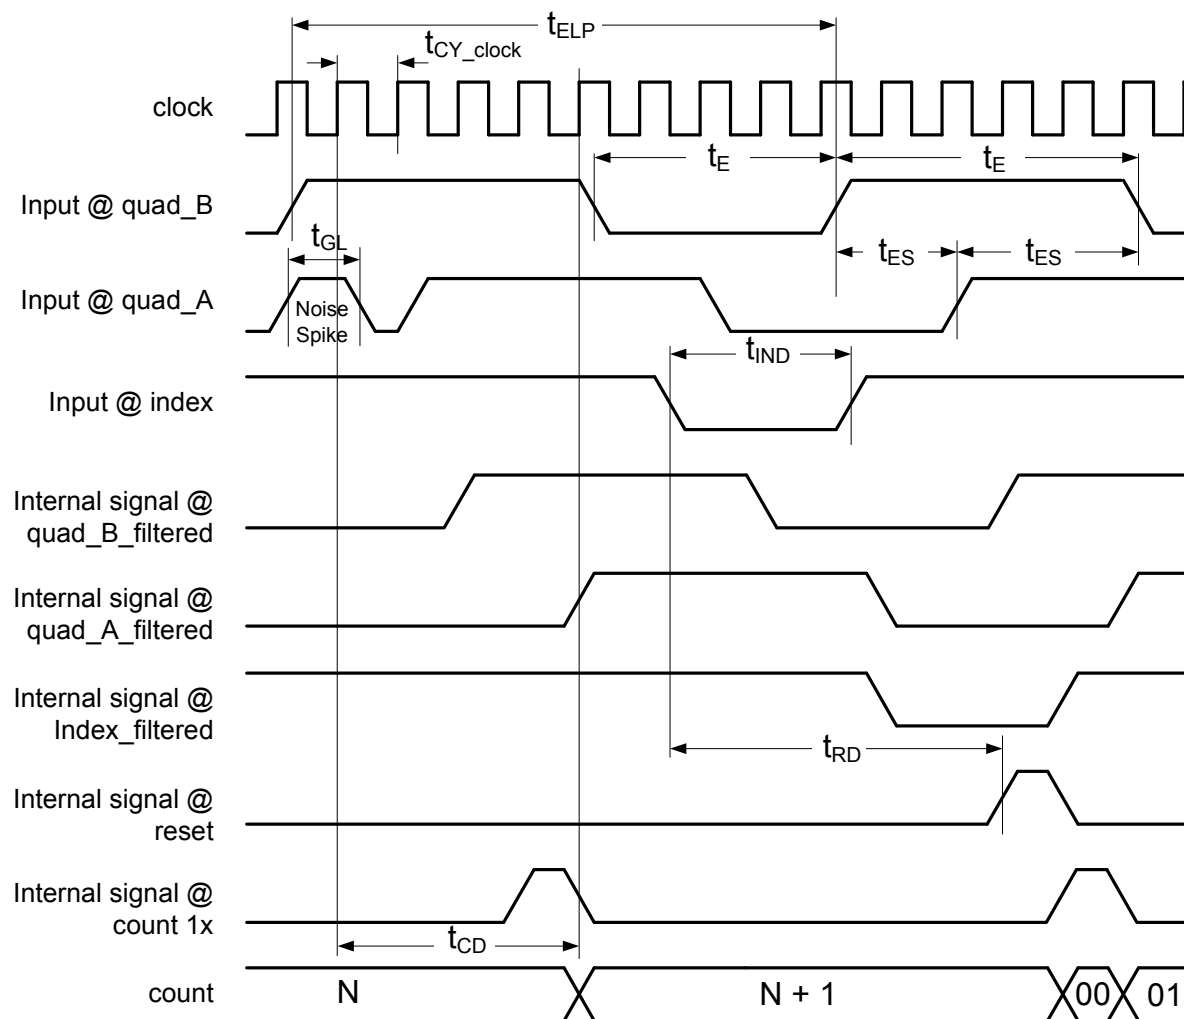 tELP
tCY_clock
clock
tE
tE
Input @ quad_B
tGL
tES
tES
Input @ quad_A
Noise
Spike
tIND
Input @ index
Internal signal @
quad_B_filtered
Internal signal @
quad_A_filtered
Internal signal @
Index_filtered
tRD
Internal signal @
reset
Internal signal @
count 1x
tCD
count
N
N + 1
00
01